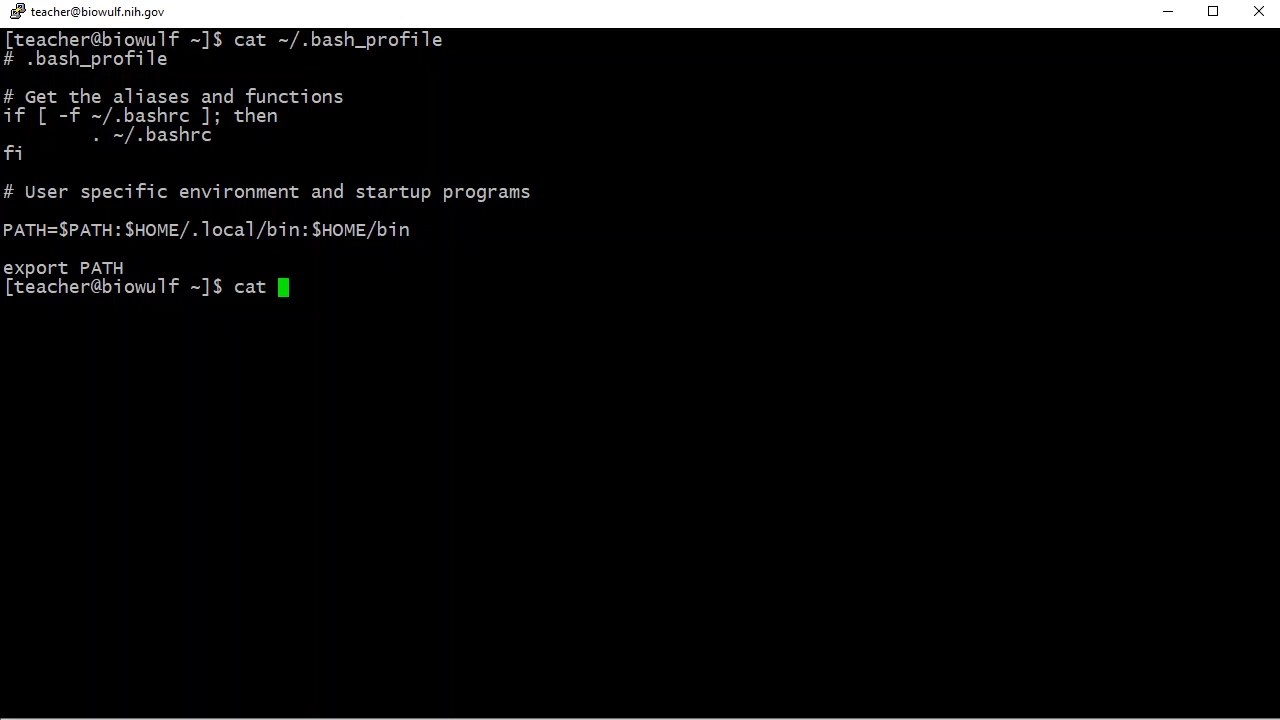 teacher@biowulf.nih.gov
[teacher@biowulf ~]$ cat ~/.bash_profile
# .bash_profile
# Get the aliases and functions
if [ -f ~/.bashrc ]; then
        . ~/.bashrc
fi
# User specific environment and startup programs
PATH=$PATH:$HOME/.local/bin:$HOME/bin
export PATH
[teacher@biowulf ~]$ cat